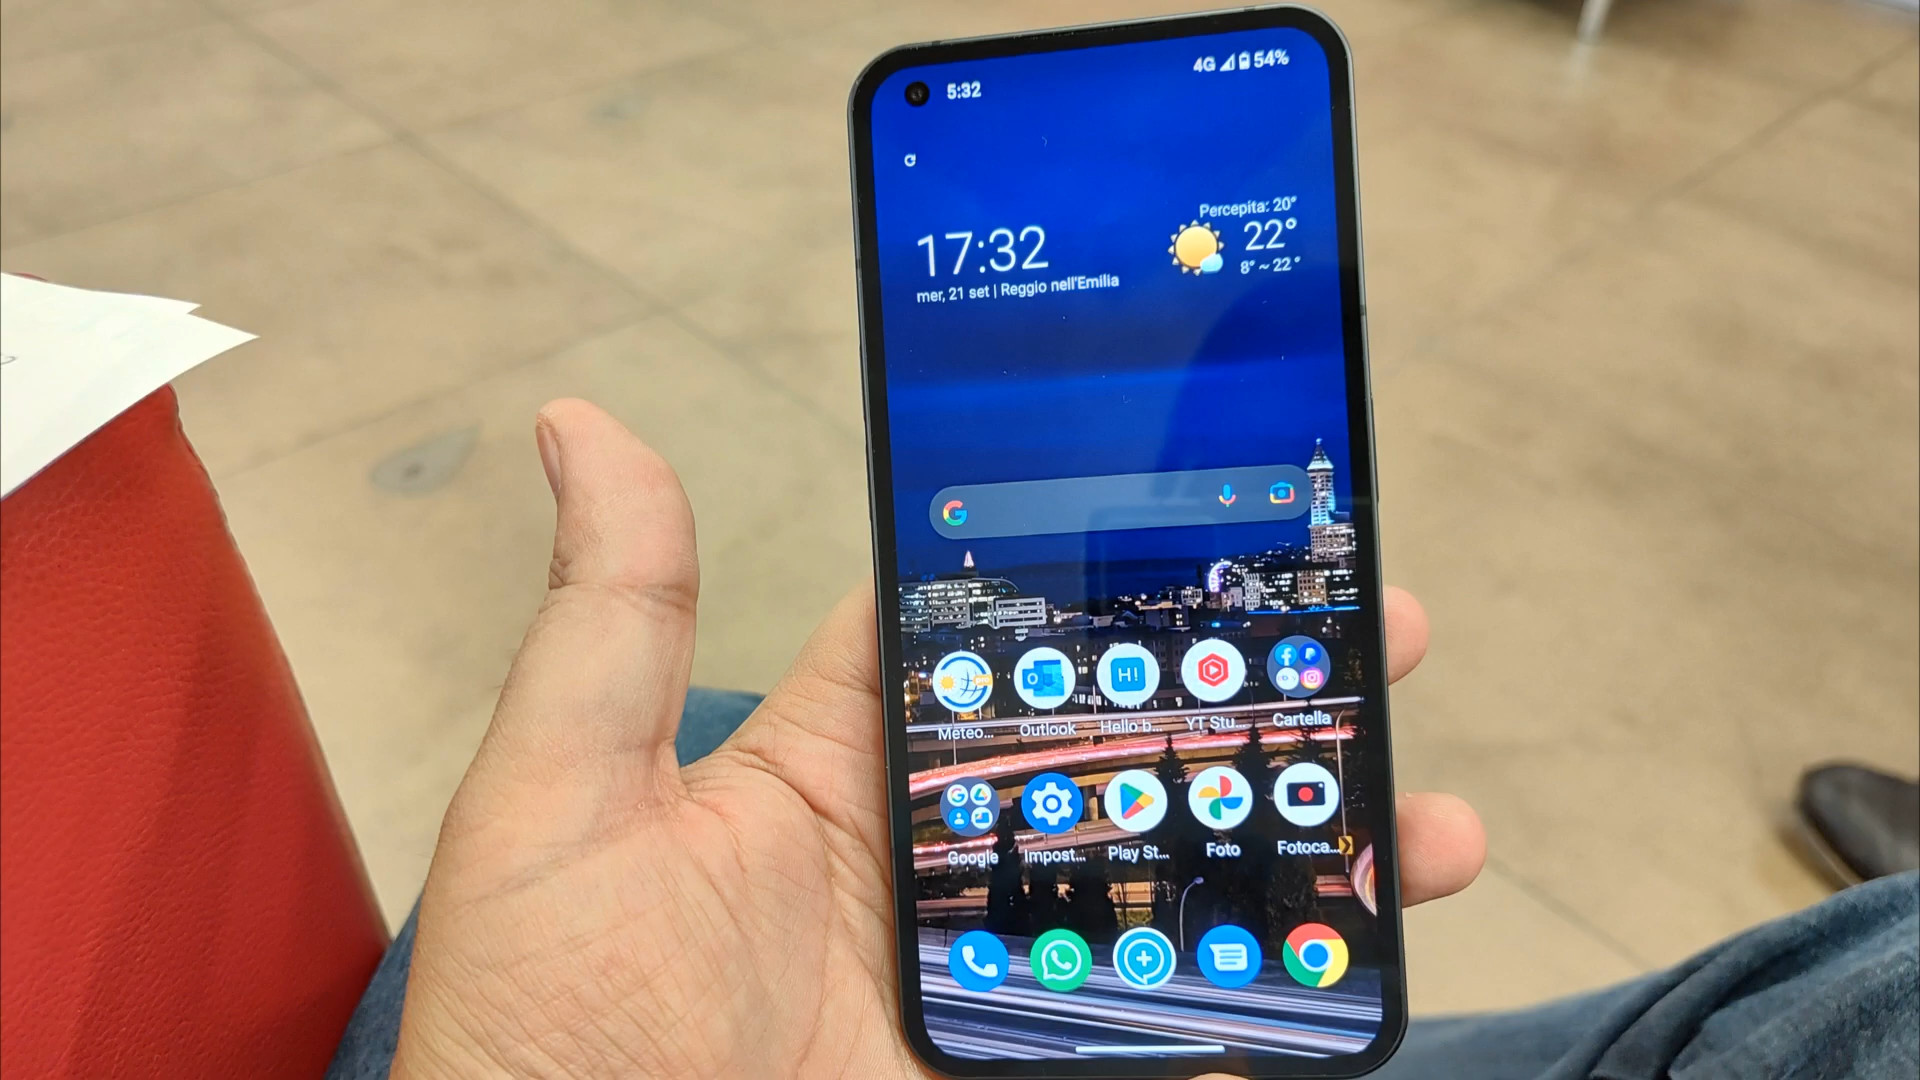 5:32
4G 54%
Percepita: 20°
17:32
22°
8° ~ 22°
mer, 21 set | Reggio nell'Emilia
H!
Meteo...
Outlook
Hello b...
YT Stu...
Cartella
Google
Impost...
Play St...
Foto
Fotoca...